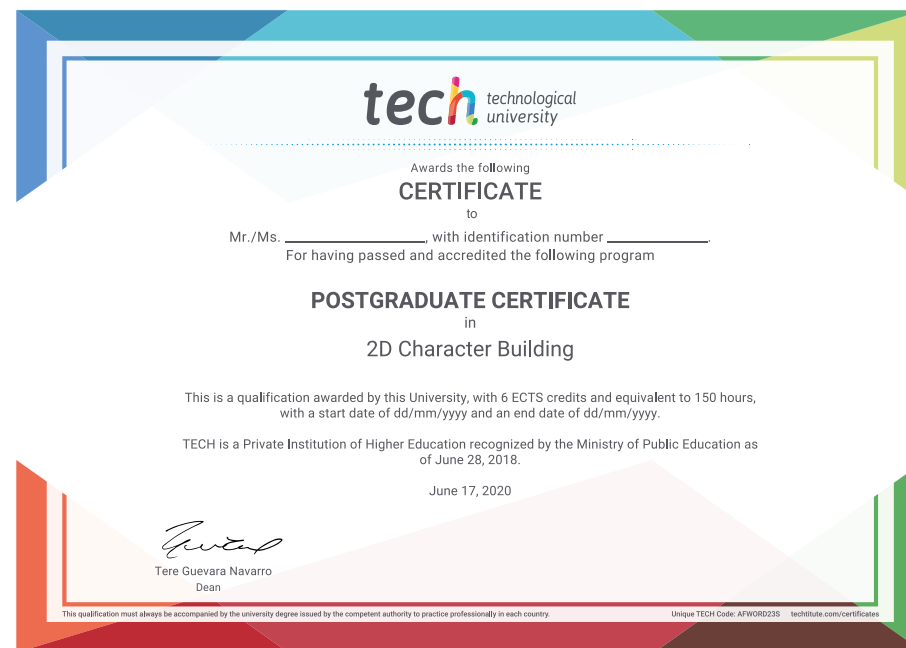 tech technological
university
Awards the following
CERTIFICATE
to
Mr./Ms. ____________________, with identification number ______________.
For having passed and accredited the following program
POSTGRADUATE CERTIFICATE
in
2D Character Building
This is a qualification awarded by this University, with 6 ECTS credits and equivalent to 150 hours,
with a start date of dd/mm/yyyy and an end date of dd/mm/yyyy.
TECH is a Private Institution of Higher Education recognized by the Ministry of Public Education as
of June 28, 2018.
June 17, 2020
Tere Guevara Navarro
Dean
This qualification must always be accompanied by the university degree issued by the competent authority to practice professionally in each country. Unique TECH Code: AFWORD23S techtitute.com/certificates